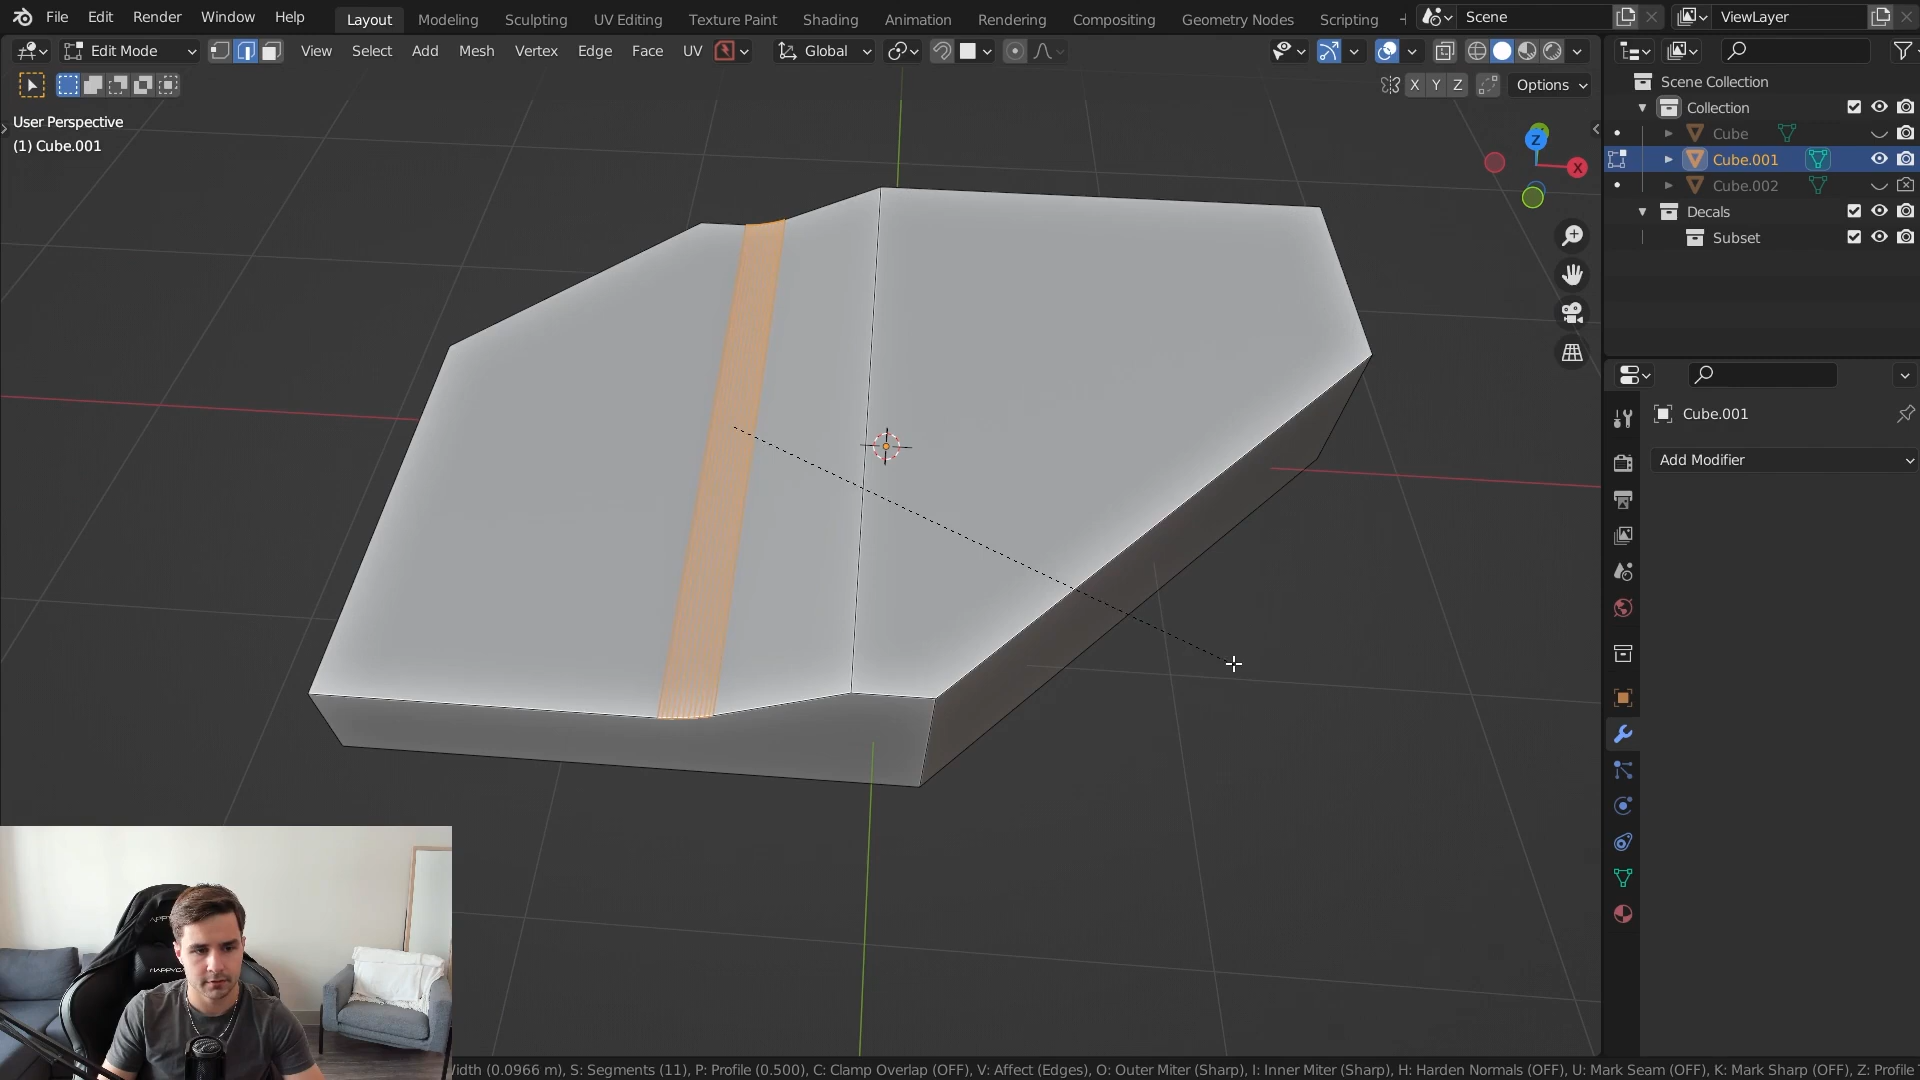 File Edit Render Window Help Layout Modeling Sculpting UV Editing Texture Paint Shading Animation Rendering Compositing Geometry Nodes Scripting Scene ViewLayer
Edit Mode View Select Add Mesh Vertex Edge Face UV Global
X Y Z Options
User Perspective
(1) Cube.001
Z
X
Scene Collection
Collection
Cube
Cube.001
Cube.002
Decals
Subset
Cube.001
Add Modifier
(0.0966 m), S: Segments (11), P: Profile (0.500), C: Clamp Overlap (OFF), V: Affect (Edges), O: Outer Miter (Sharp), I: Inner Miter (Sharp), H: Harden Normals (OFF), U: Mark Seam (OFF), K: Mark Sharp (OFF), Z: Profile